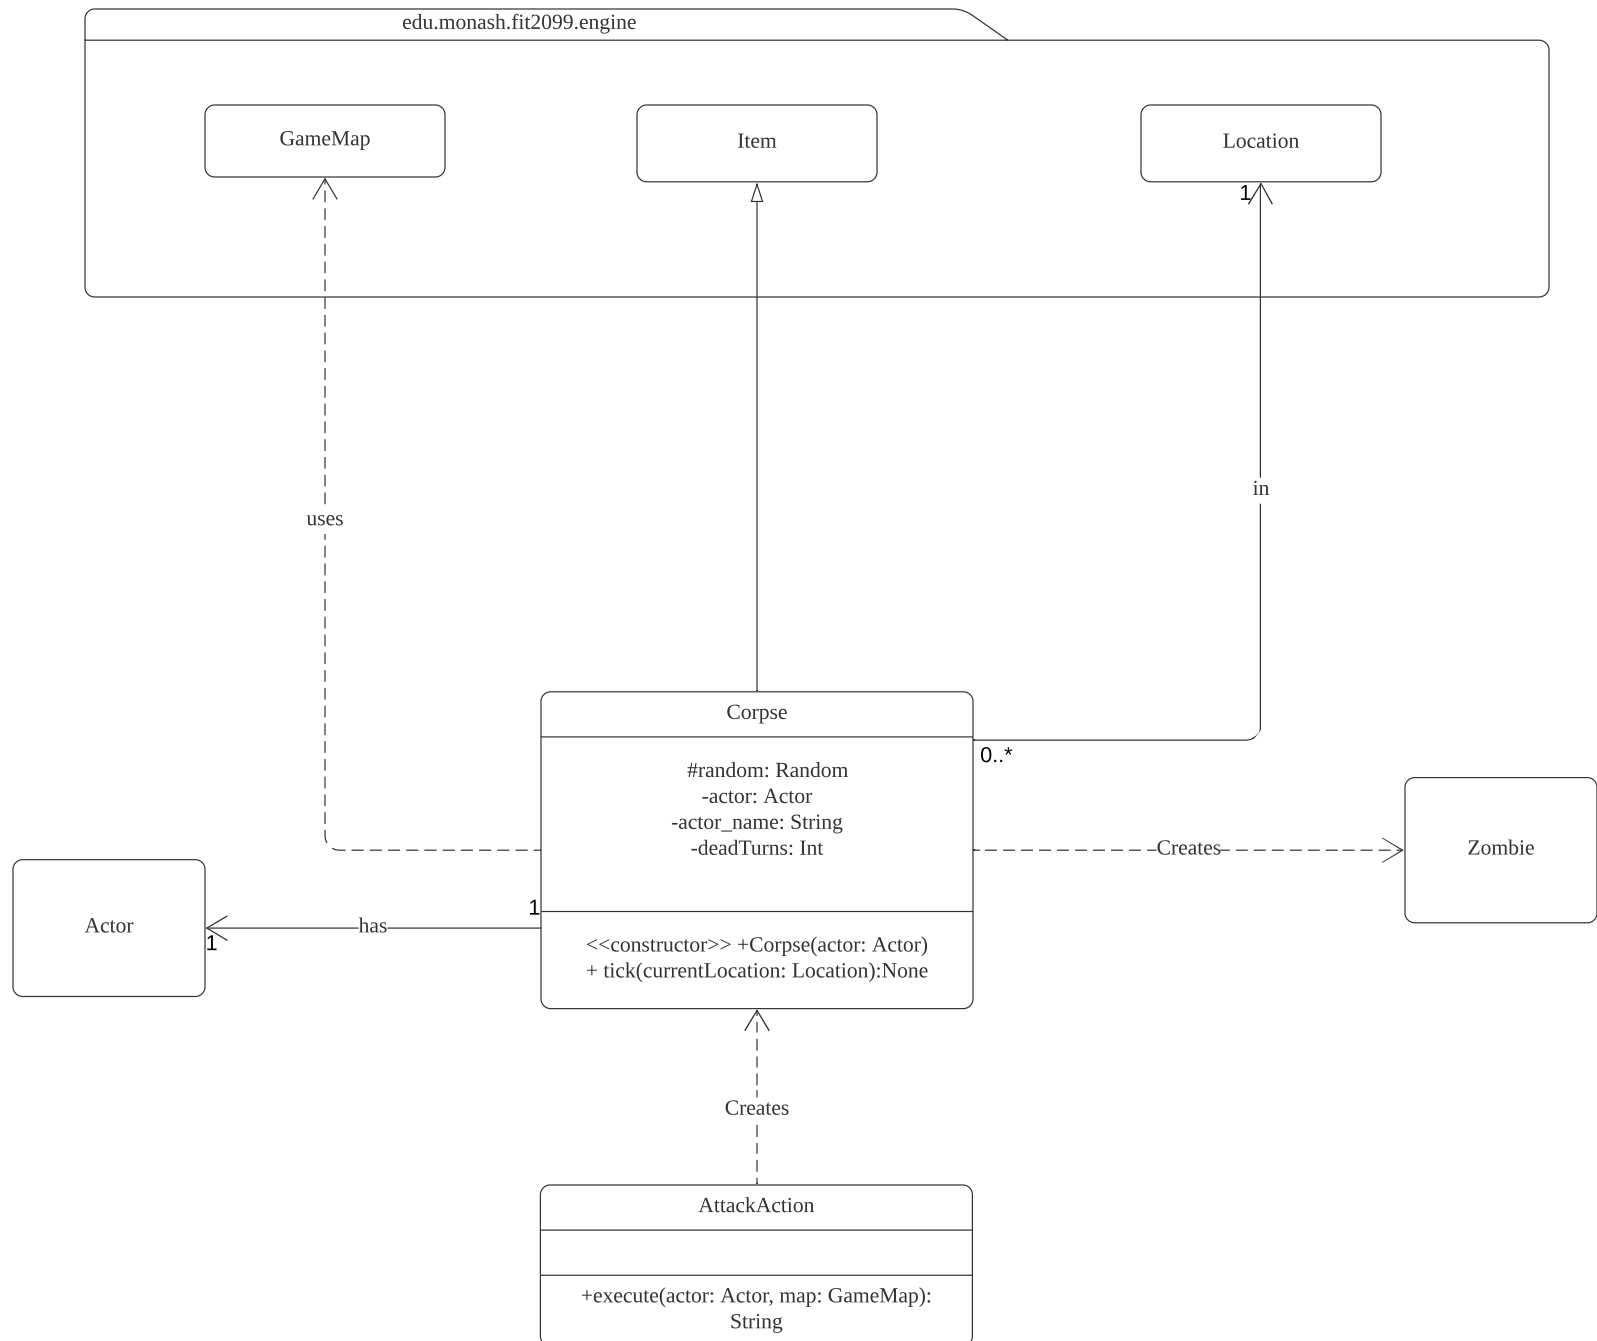 edu.monash.fit2099.engine
GameMap
Item
Location
1
uses
in
Corpse
0..*
#random: Random
-actor: Actor
-actor_name: String
-deadTurns: Int
Creates
Zombie
Actor
has
1
1
<<constructor>> +Corpse(actor: Actor)
+ tick(currentLocation: Location):None
Creates
AttackAction
+execute(actor: Actor, map: GameMap):
String